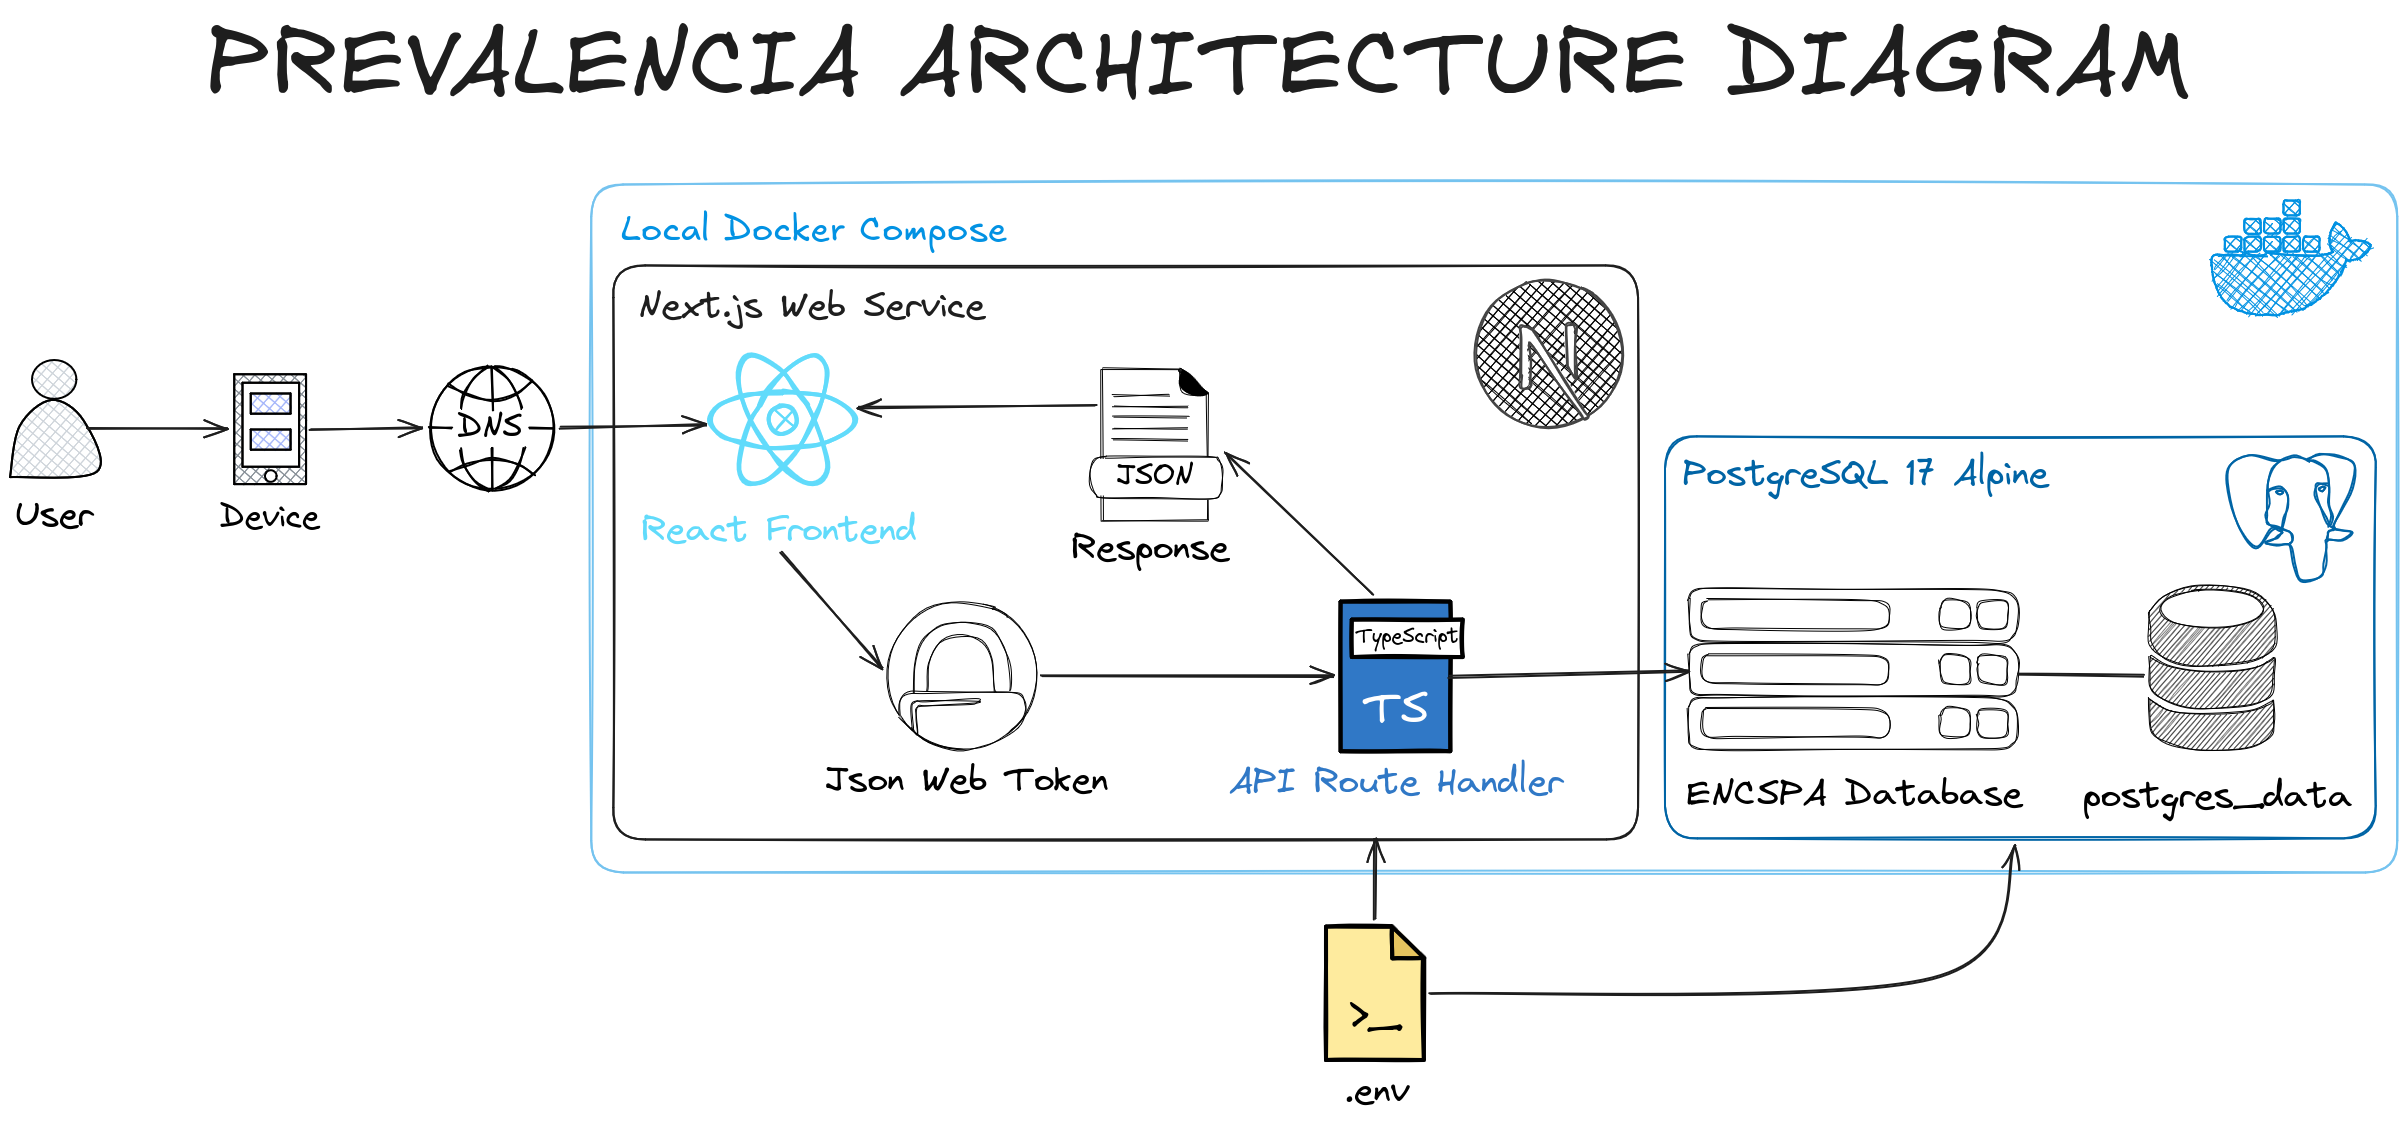 PREVALENCIA ARCHITECTURE DIAGRAM
Local Docker Compose
Next.js Web Service
N
DNS
JSON
PostgreSQL 17 Alpine
User
Device
React Frontend
Response
TypeScript
TS
Json Web Token
API Route Handler
ENCSPA Database
postgres_data
>_
.env